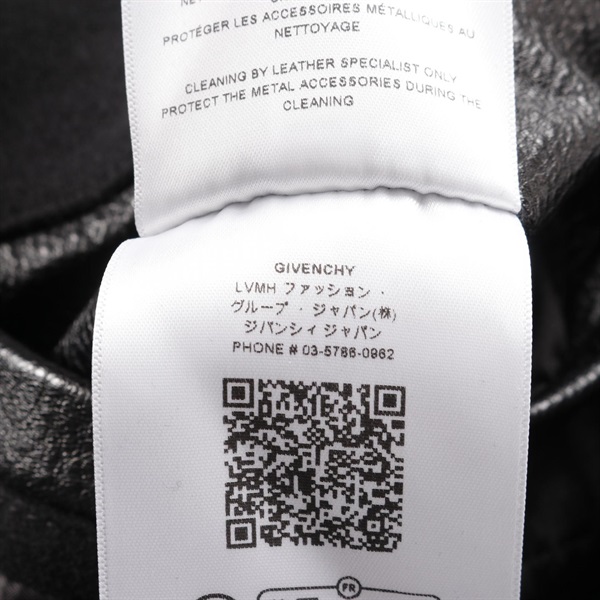 PROTÉGER LES ACCESSOIRES MÉTALLIQUES AU
NETTOYAGE
CLEANING BY LEATHER SPECIALIST ONLY
PROTECT THE METAL ACCESSORIES DURING THE
CLEANING
GIVENCHY
LVMH ファッション・
グループ・ジャパン(株)
ジバンシィ ジャパン
PHONE # 03-5786-0962
FR